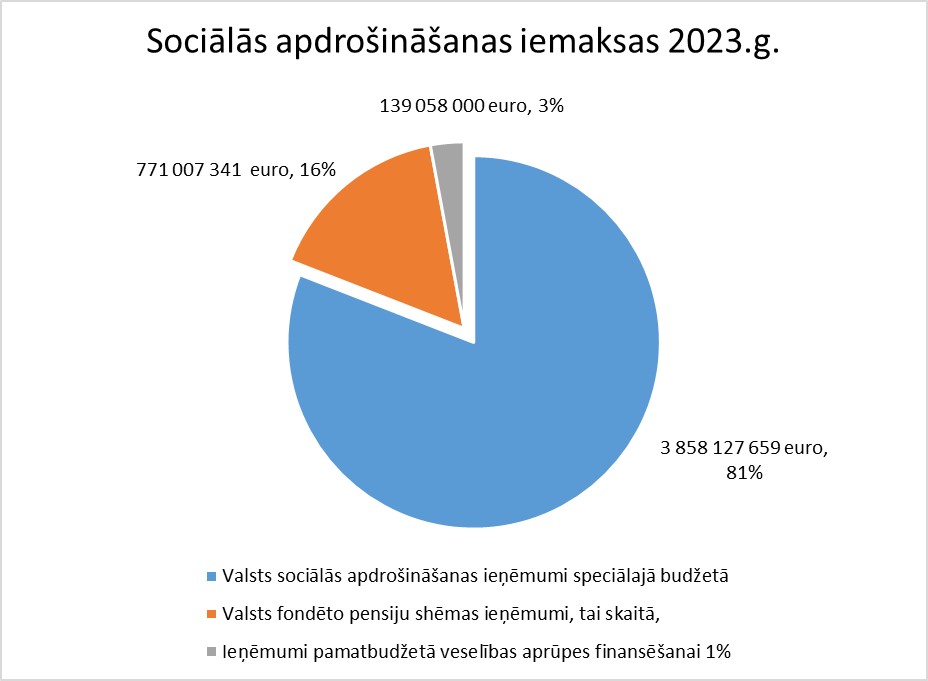 Sociālās apdrošināšanas iemaksas 2023.g.
139 058 000 euro, 3%
771 007 341 euro, 16%
3 858 127 659 euro,
81%
Valsts sociālās apdrošināšanas ieņēmumi speciālajā budžetā
Valsts fondēto pensiju shēmas ieņēmumi, tai skaitā,
Ieņēmumi pamatbudžetā veselības aprūpes finansēšanai 1%